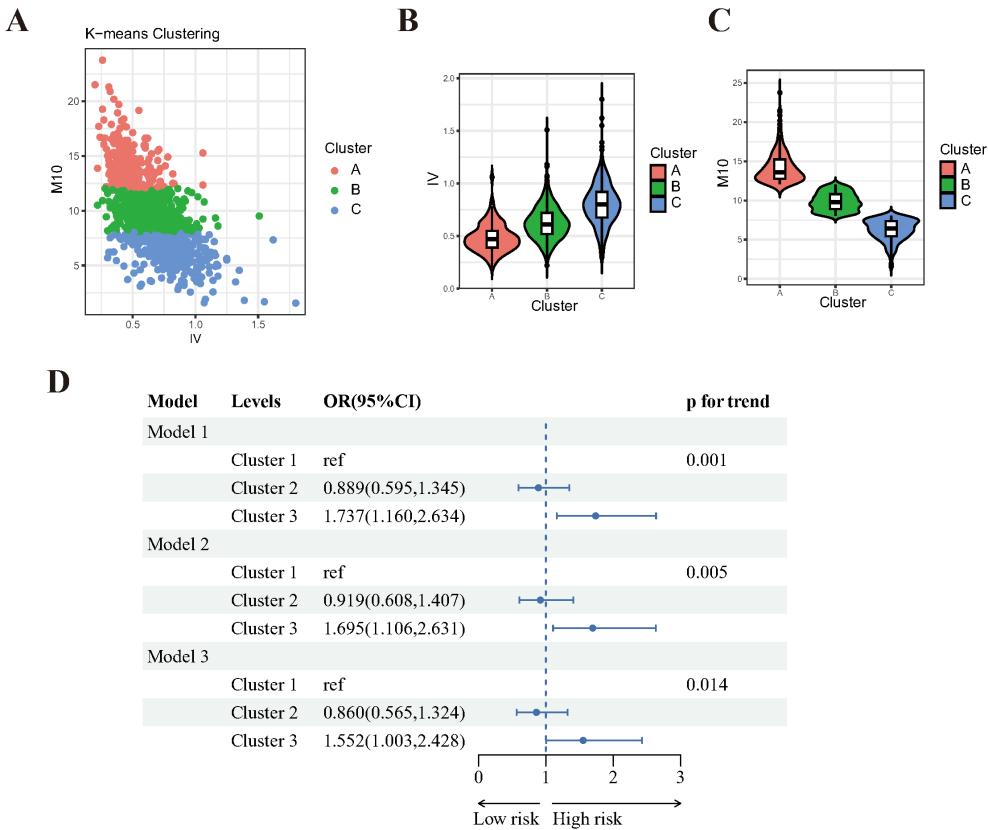 A
K−means Clustering
M10
20
15
10
5
0.5
1.0
1.5
IV
Cluster
A
B
C
B
IV
2.0
1.5
1.0
0.5
0.0
A
B
C
Cluster
Cluster
A
B
C
C
M10
25
20
15
10
5
0
A
B
C
Cluster
Cluster
A
B
C
D
Model Levels OR(95%CI) p for trend
Model 1
Cluster 1 ref 0.001
Cluster 2 0.889(0.595,1.345)
Cluster 3 1.737(1.160,2.634)
Model 2
Cluster 1 ref 0.005
Cluster 2 0.919(0.608,1.407)
Cluster 3 1.695(1.106,2.631)
Model 3
Cluster 1 ref 0.014
Cluster 2 0.860(0.565,1.324)
Cluster 3 1.552(1.003,2.428)
0 1 2 3
Low risk High risk